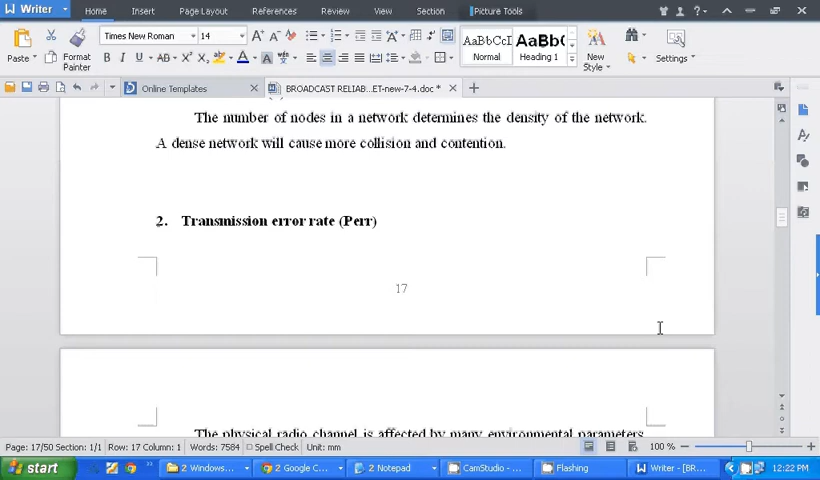 Writer
Home
Insert
Page Layout
References
Review
View
Section
Picture Tools
Paste
Format
Painter
Times New Roman
14
B I U AB X² X₂ A
AaBbCcI
Normal
AaBb(
Heading 1
New
Style
Settings
Online Templates
BROADCAST RELIAB...ET-new-7-4.doc *
The number of nodes in a network determines the density of the network.
A dense network will cause more collision and contention.
2. Transmission error rate (Perr)
17
The physical radio channel is affected by many environmental parameters
Page: 17/50 Section: 1/1 Row: 17 Column: 1 Words: 7584 Spell Check Unit: mm 100 %
start
2 Windows...
2 Google C...
2 Notepad
CamStudio - ...
Flashing
Writer - [BR...
12:22 PM